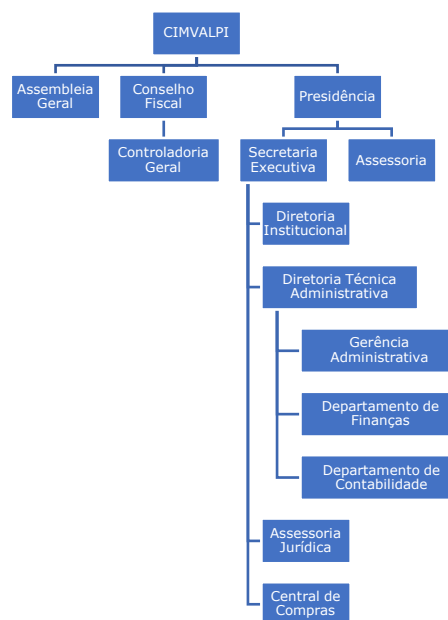 CIMVALPI
Assembleia
Geral
Conselho
Fiscal
Presidência
Controladoria
Geral
Secretaria
Executiva
Assessoria
Diretoria
Institucional
Diretoria Técnica
Administrativa
Gerência
Administrativa
Departamento de
Finanças
Departamento de
Contabilidade
Assessoria
Jurídica
Central de
Compras